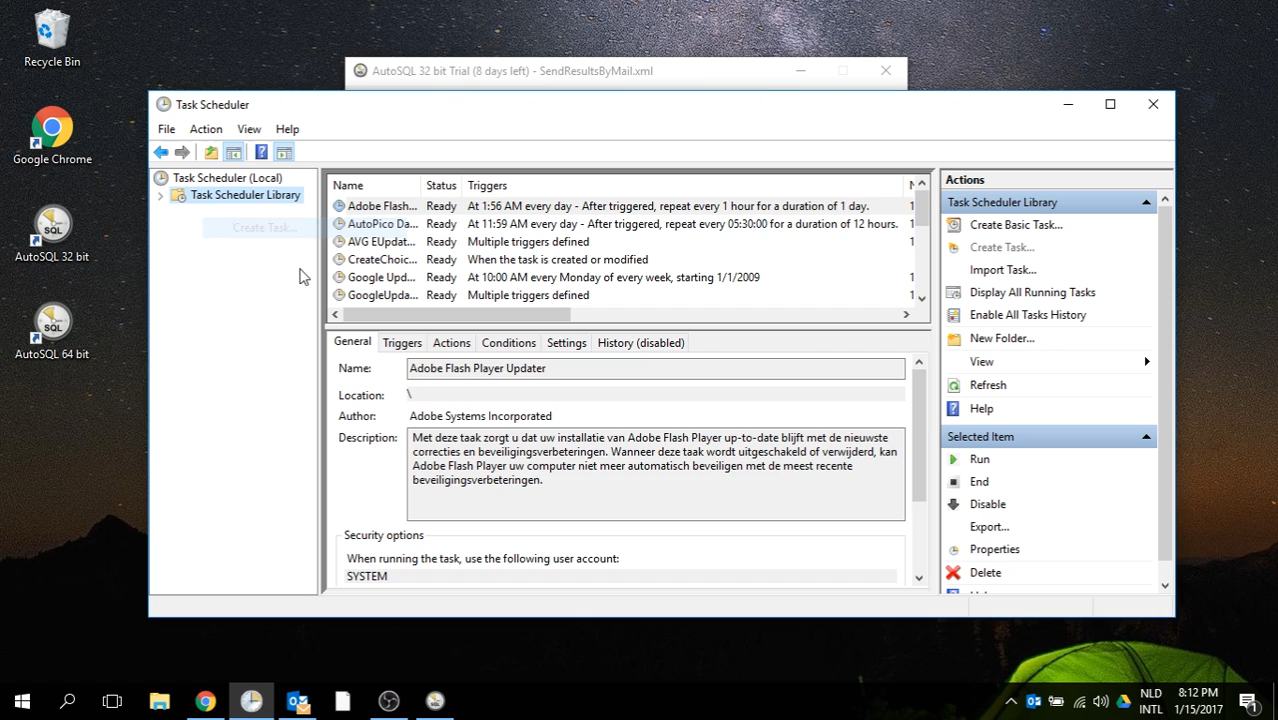 Recycle Bin
Google Chrome
SQL
AutoSQL 32 bit
SQL
AutoSQL 64 bit
AutoSQL 32 bit Trial (8 days left) - SendResultsByMail.xml
Task Scheduler
File Action View Help
Task Scheduler (Local)
Task Scheduler Library
Create Task...
Name Status Triggers
Adobe Flash... Ready At 1:56 AM every day - After triggered, repeat every 1 hour for a duration of 1 day.
AutoPico Da... Ready At 11:59 AM every day - After triggered, repeat every 05:30:00 for a duration of 12 hours.
AVG EUpdat... Ready Multiple triggers defined
CreateChoic... Ready When the task is created or modified
Google Upd... Ready At 10:00 AM every Monday of every week, starting 1/1/2009
GoogleUpda... Ready Multiple triggers defined
General Triggers Actions Conditions Settings History (disabled)
Name: Adobe Flash Player Updater
Location: \
Author: Adobe Systems Incorporated
Description: Met deze taak zorgt u dat uw installatie van Adobe Flash Player up-to-date blijft met de nieuwste
correcties en beveiligingsverbeteringen. Wanneer deze taak wordt uitgeschakeld of verwijderd, kan
Adobe Flash Player uw computer niet meer automatisch beveiligen met de meest recente
beveiligingsverbeteringen.
Security options
When running the task, use the following user account:
SYSTEM
Actions
Task Scheduler Library
Create Basic Task...
Create Task...
Import Task...
Display All Running Tasks
Enable All Tasks History
New Folder...
View
Refresh
Help
Selected Item
Run
End
Disable
Export...
Properties
Delete
NLD
INTL
8:12 PM
1/15/2017
1